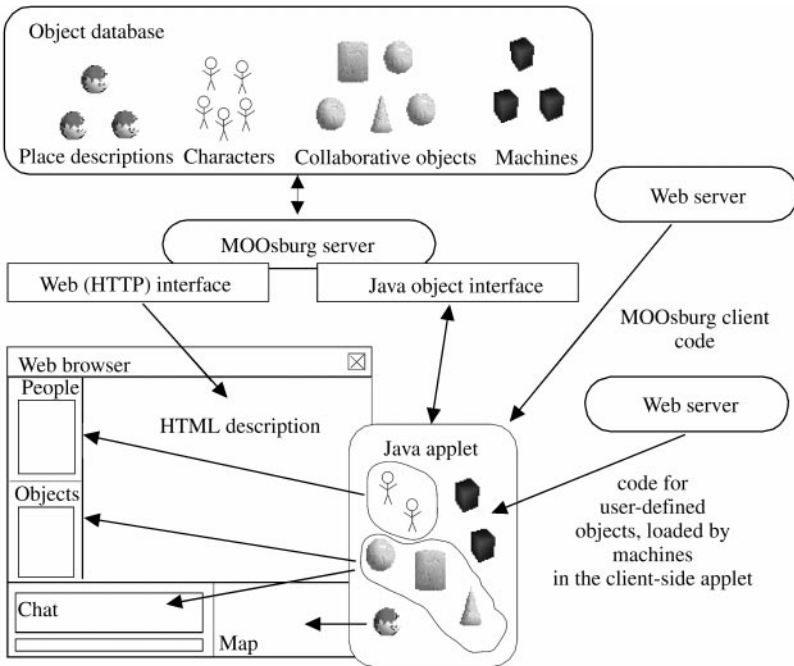 Object database
Place descriptions
Characters
Collaborative objects
Machines
Web server
MOOsburg server
Web (HTTP) interface
Java object interface
MOOsburg client
code
Web browser
People
HTML description
Web server
Java applet
Objects
code for
user-defined
objects, loaded by
machines
in the client-side applet
Chat
Map